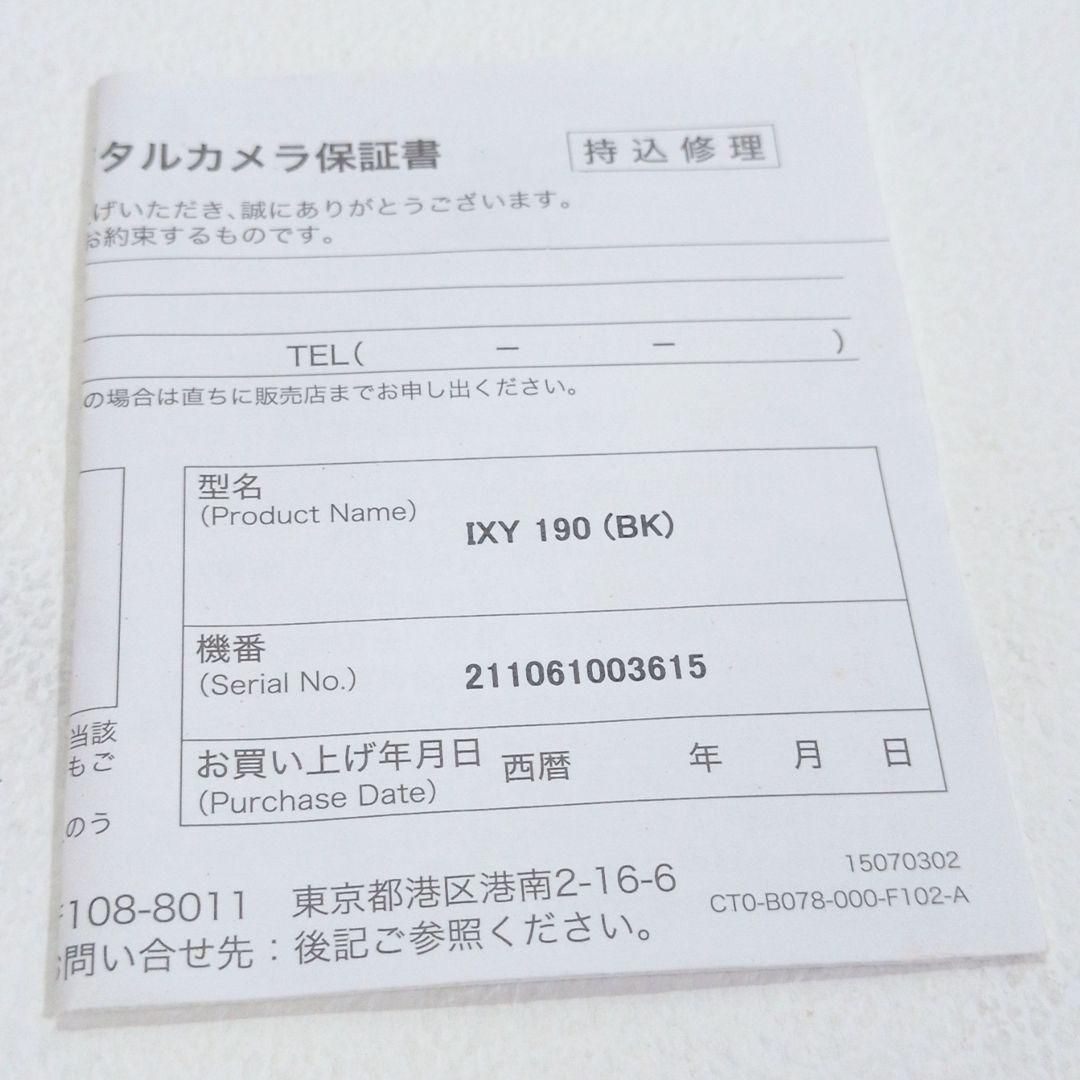 タルカメラ保証書
持込修理
げいただき、誠にありがとうございます。
お約束するものです。
TEL( − − )
の場合は直ちに販売店までお申し出ください。
型名
(Product Name)
IXY 190 (BK)
機番
(Serial No.)
211061003615
お買い上げ年月日 西暦 年 月 日
(Purchase Date)
当該
もご
のう
15070302
〒108-8011 東京都港区港南2-16-6
CT0-B078-000-F102-A
お問い合せ先：後記ご参照ください。